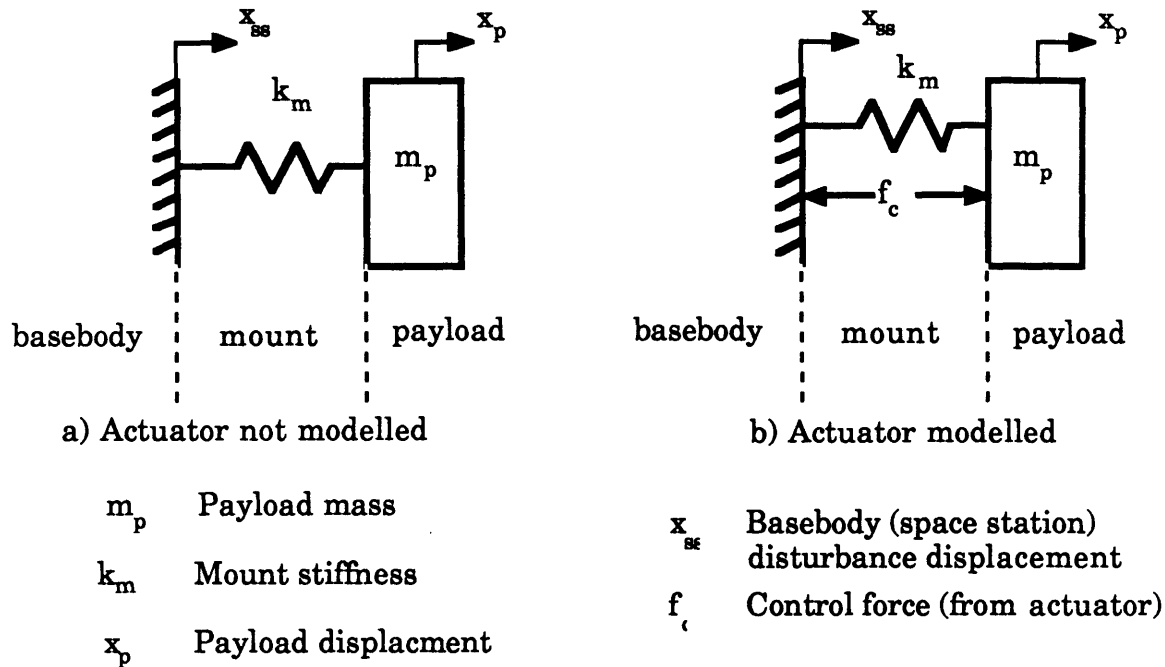 x_ss x_p
k_m
m_p
basebody mount payload
a) Actuator not modelled
m_p Payload mass
k_m Mount stiffness
x_p Payload displacment
x_ss x_p
k_m
m_p
f_c
basebody mount payload
b) Actuator modelled
x_ss Basebody (space station)
disturbance displacement
f_c Control force (from actuator)